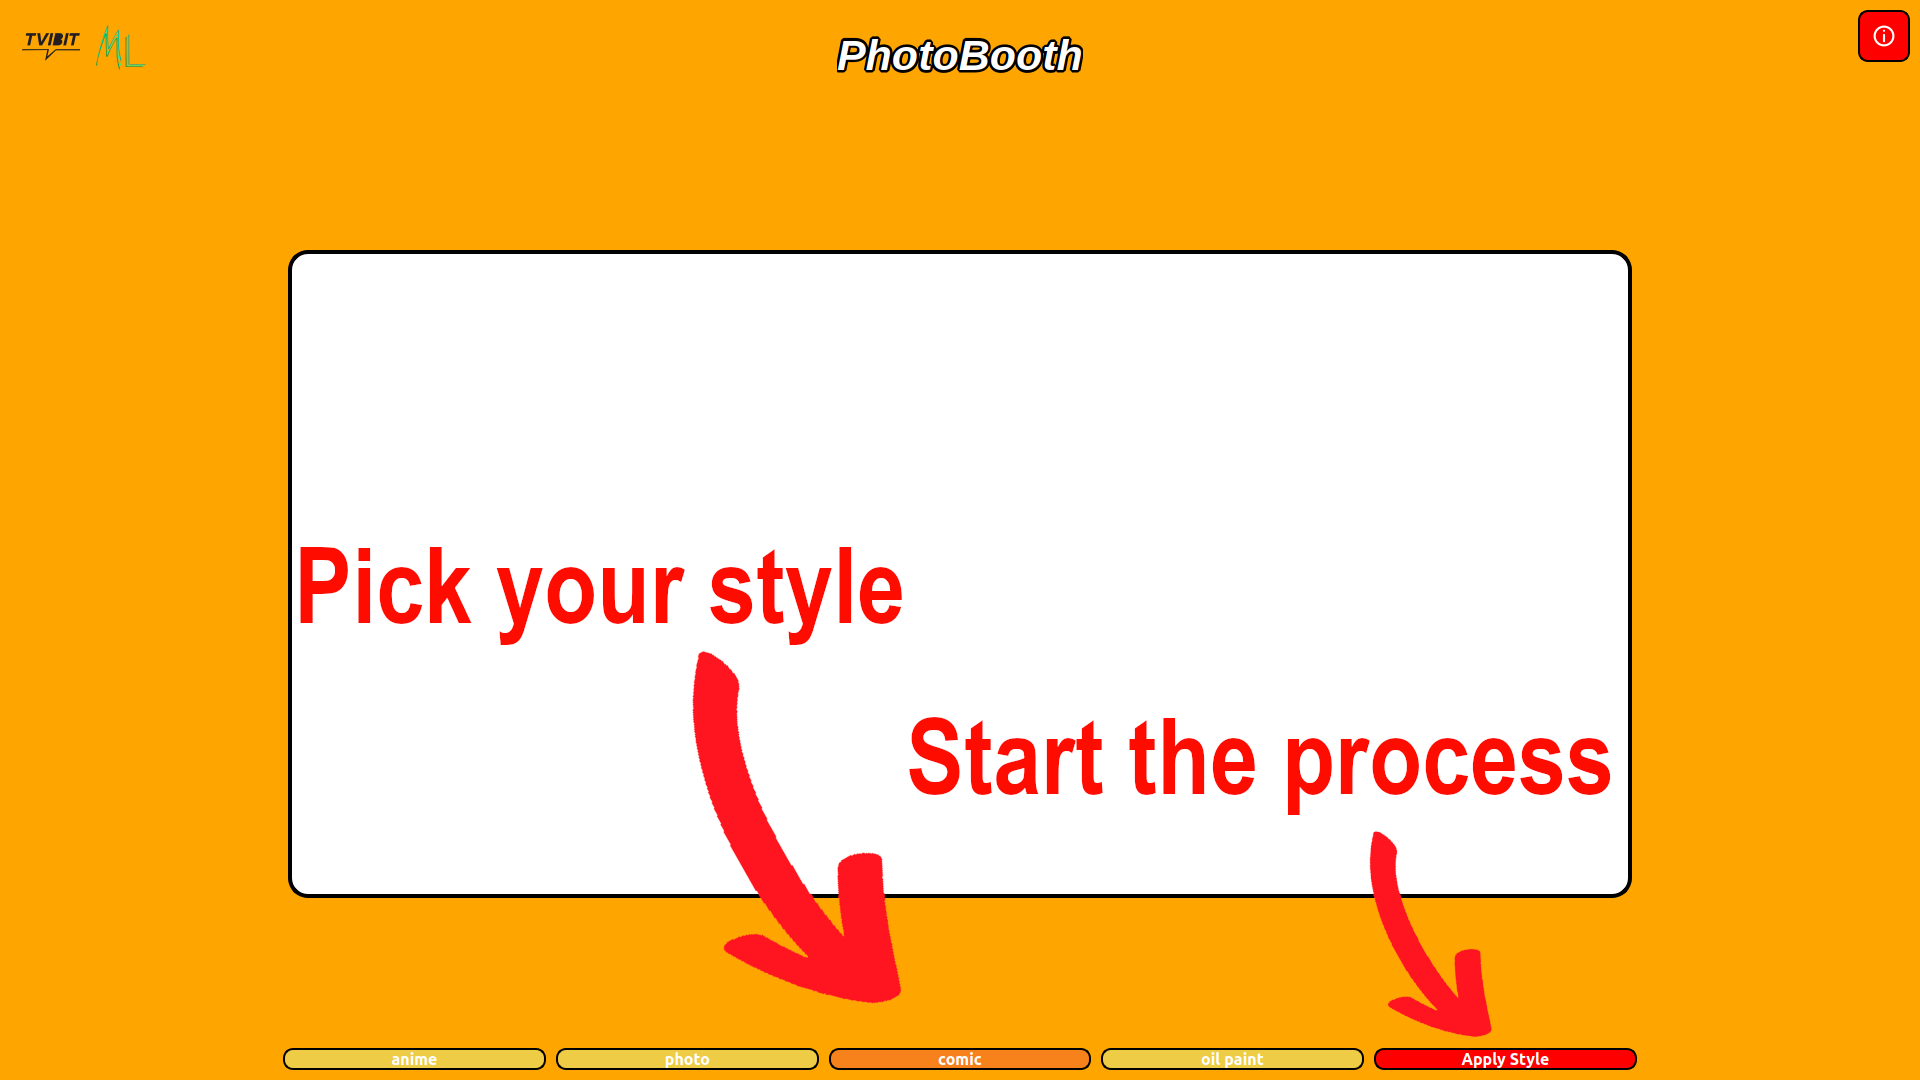 TVIBIT
ML
PhotoBooth
Pick your style
Start the process
anime
photo
comic
oil paint
Apply Style